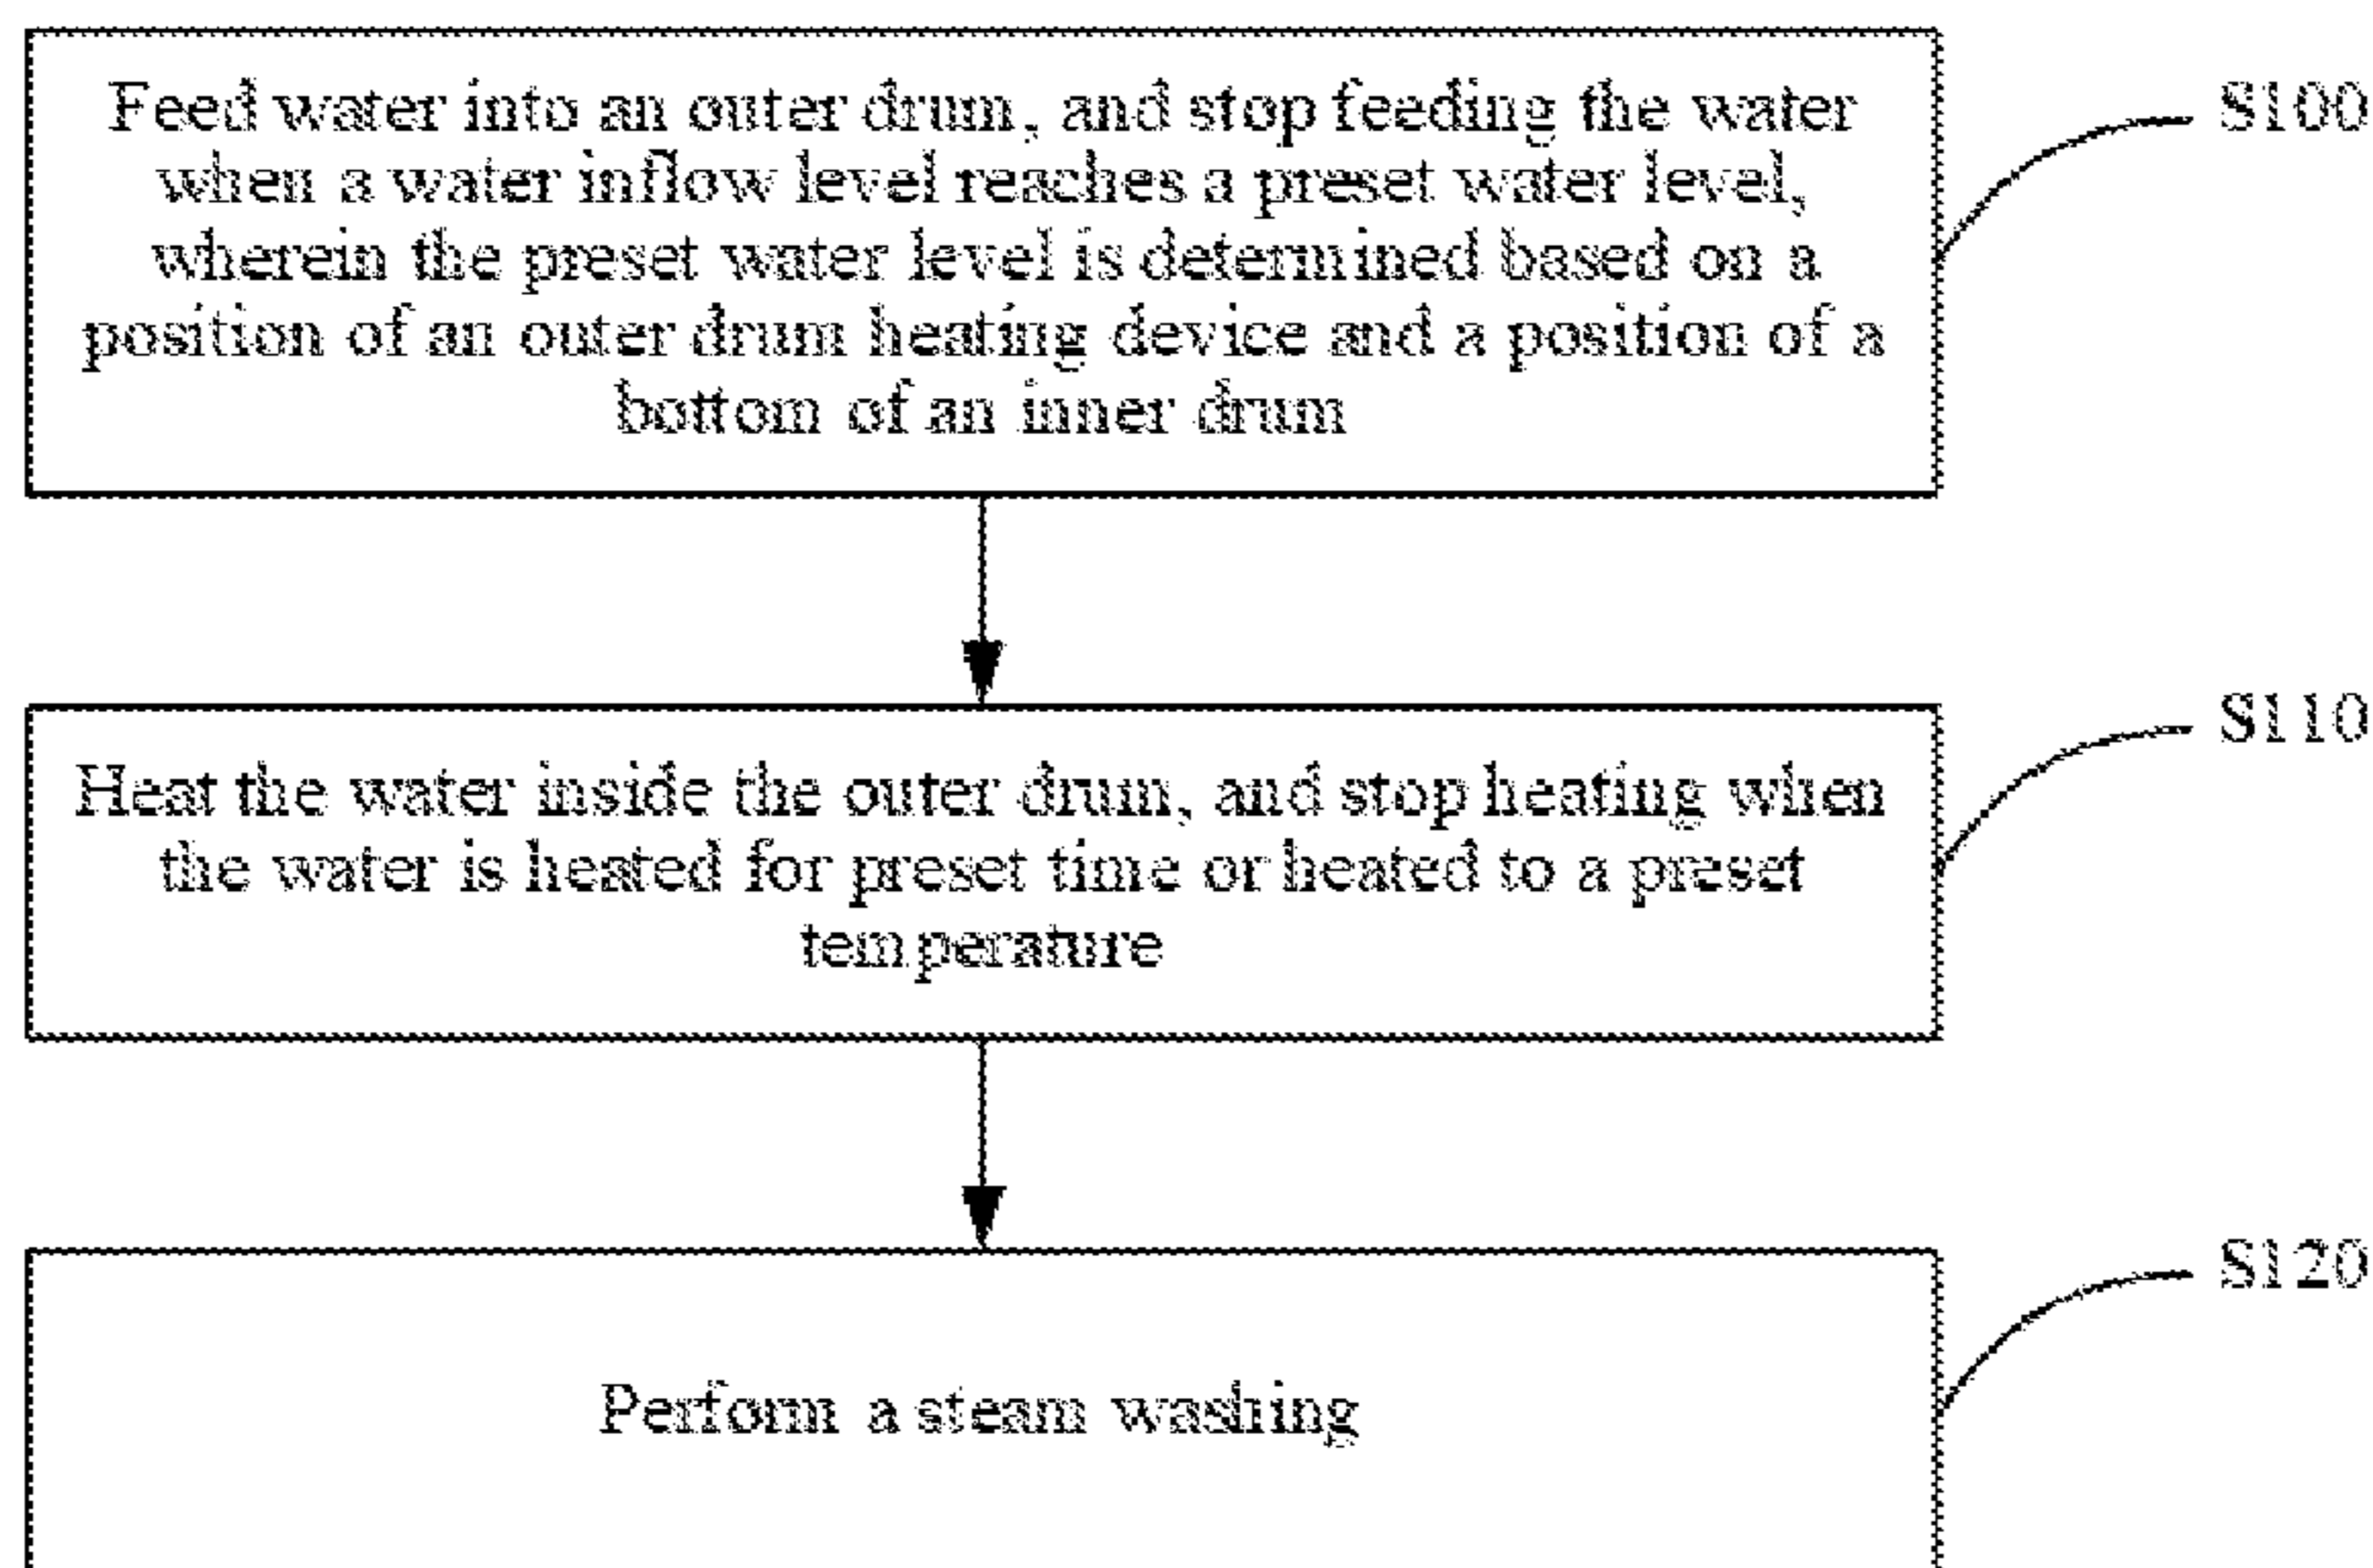 Feed water into an outer drum, and stop feeding the water
when a water inflow level reaches a preset water level,
wherein the preset water level is determined based on a
position of an outer drum heating device and a position of a
bottom of an inner drum
S100
Heat the water inside the outer drum, and stop heating when
the water is heated for preset time or heated to a preset
temperature
S110
Perform a steam washing
S120